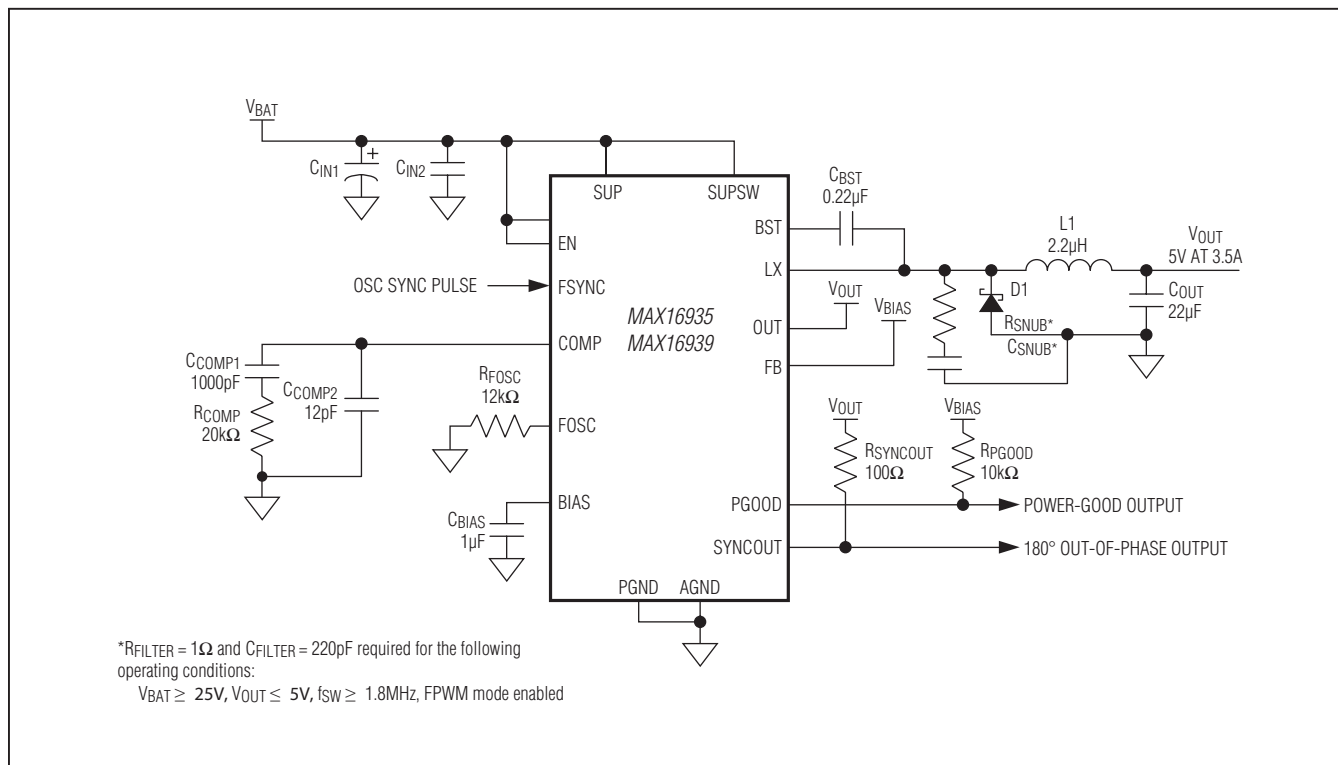 VBAT
CIN1
+
CIN2
SUP
SUPSW
CBST
0.22µF
BST
L1
2.2µH
VOUT
5V AT 3.5A
EN
LX
OSC SYNC PULSE
FSYNC
VOUT
VBIAS
D1
COUT
22µF
MAX16935
MAX16939
OUT
RSNUB*
CSNUB*
COMP
FB
CCOMP1
1000pF
CCOMP2
12pF
RFOSC
12kΩ
RCOMP
20kΩ
FOSC
VOUT
VBIAS
RSYNCOUT
100Ω
RPGOOD
10kΩ
BIAS
CBIAS
1µF
PGOOD
POWER-GOOD OUTPUT
SYNCOUT
180° OUT-OF-PHASE OUTPUT
PGND
AGND
*RFILTER = 1Ω and CFILTER = 220pF required for the following
operating conditions:
VBAT ≥ 25V, VOUT ≤ 5V, fSW ≥ 1.8MHz, FPWM mode enabled